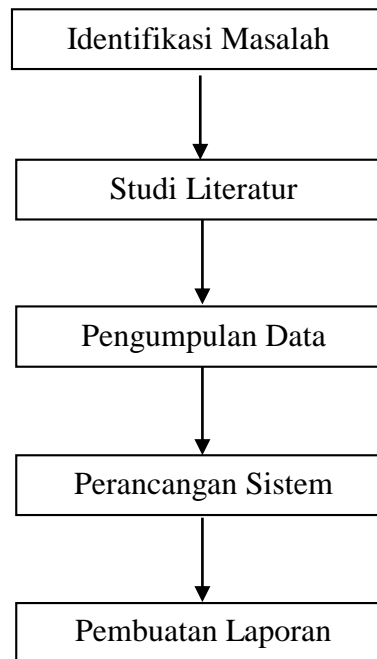 Identifikasi Masalah
Studi Literatur
Pengumpulan Data
Perancangan Sistem
Pembuatan Laporan